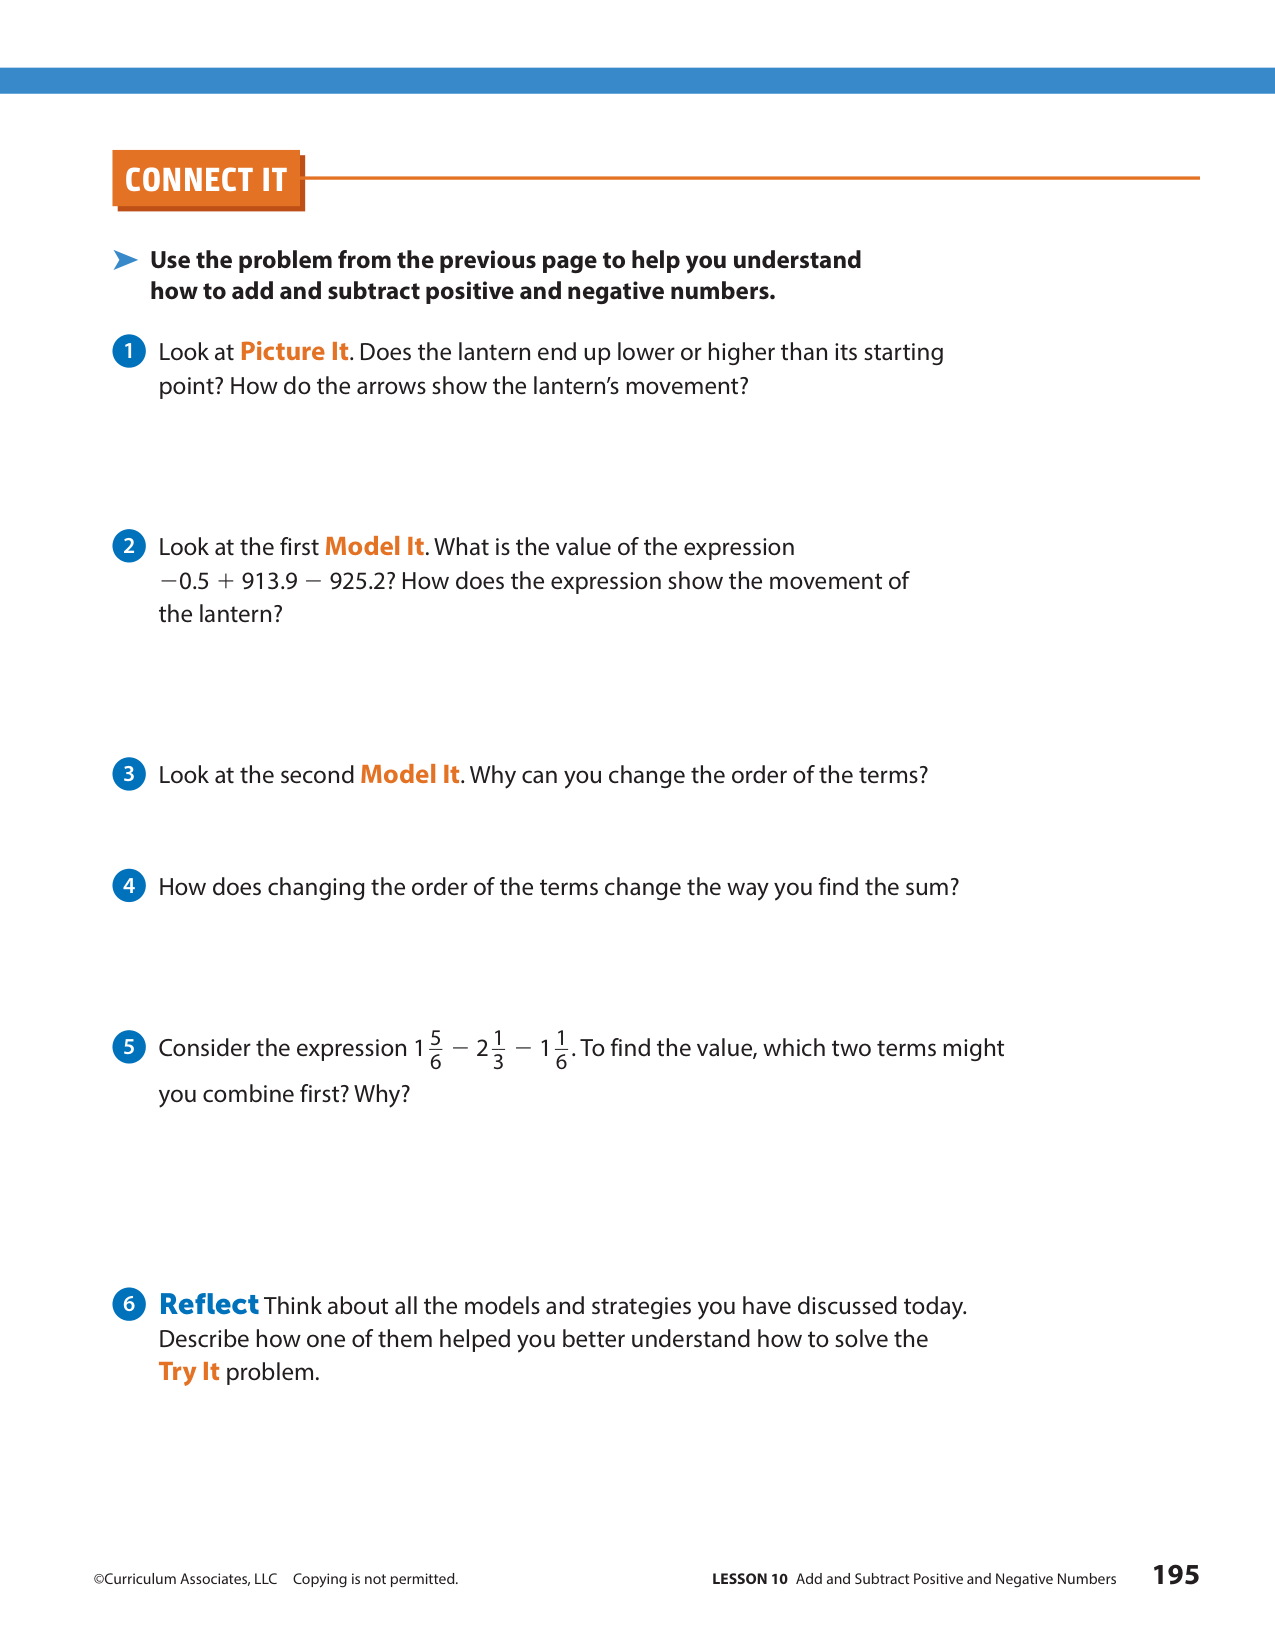 CONNECT IT
➤ Use the problem from the previous page to help you understand
how to add and subtract positive and negative numbers.
1 Look at Picture It. Does the lantern end up lower or higher than its starting
point? How do the arrows show the lantern’s movement?
2 Look at the first Model It. What is the value of the expression
−0.5 + 913.9 − 925.2? How does the expression show the movement of
the lantern?
3 Look at the second Model It. Why can you change the order of the terms?
4 How does changing the order of the terms change the way you find the sum?
5 Consider the expression 1 5/6 − 2 1/3 − 1 1/6. To find the value, which two terms might
you combine first? Why?
6 Reflect Think about all the models and strategies you have discussed today.
Describe how one of them helped you better understand how to solve the
Try It problem.
©Curriculum Associates, LLC Copying is not permitted. LESSON 10 Add and Subtract Positive and Negative Numbers 195